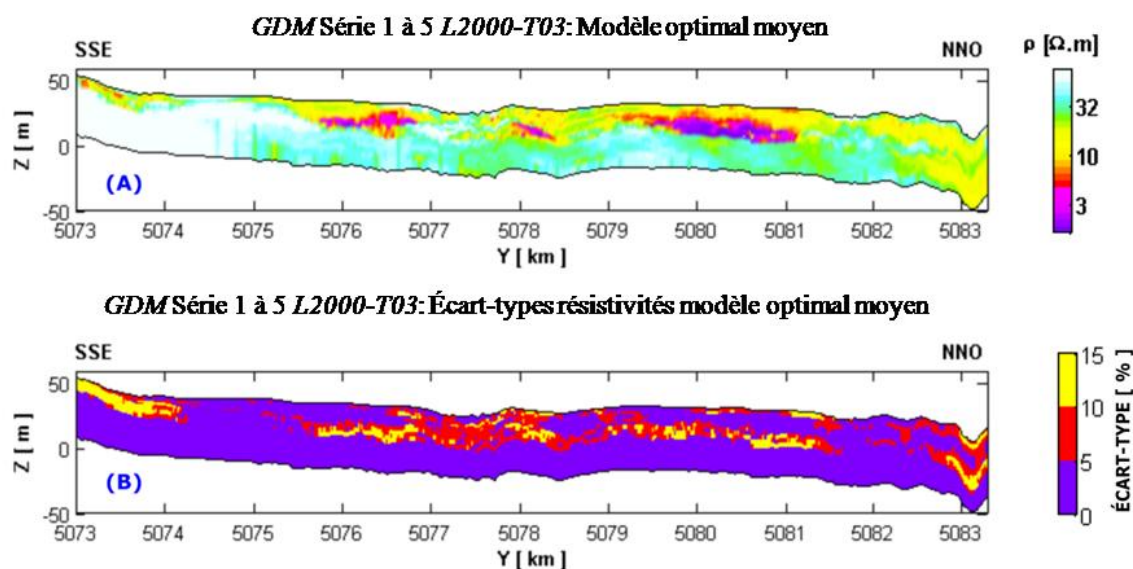 GDM Série 1 à 5 L2000-T03: Modèle optimal moyen
SSE
NNO
ρ [Ω.m]
50
0
-50
Z [ m ]
(A)
32
10
3
5073 5074 5075 5076 5077 5078 5079 5080 5081 5082 5083
Y [ km ]
GDM Série 1 à 5 L2000-T03: Écart-types résistivités modèle optimal moyen
SSE
NNO
50
0
-50
Z [ m ]
(B)
15
10
5
0
ÉCART-TYPE [ % ]
5073 5074 5075 5076 5077 5078 5079 5080 5081 5082 5083
Y [ km ]